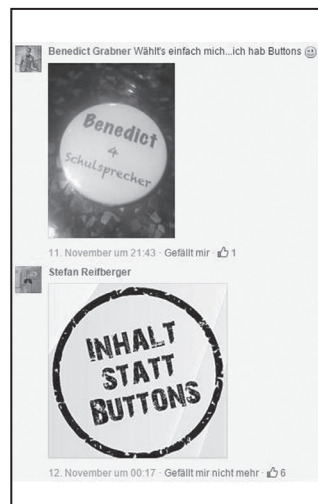 Benedict Grabner Wählt's einfach mich...ich hab Buttons
Benedict
4
Schulsprecher
11. November um 21:43 · Gefällt mir · 1
Stefan Reifberger
INHALT
STATT
BUTTONS
12. November um 00:17 · Gefällt mir nicht mehr · 6